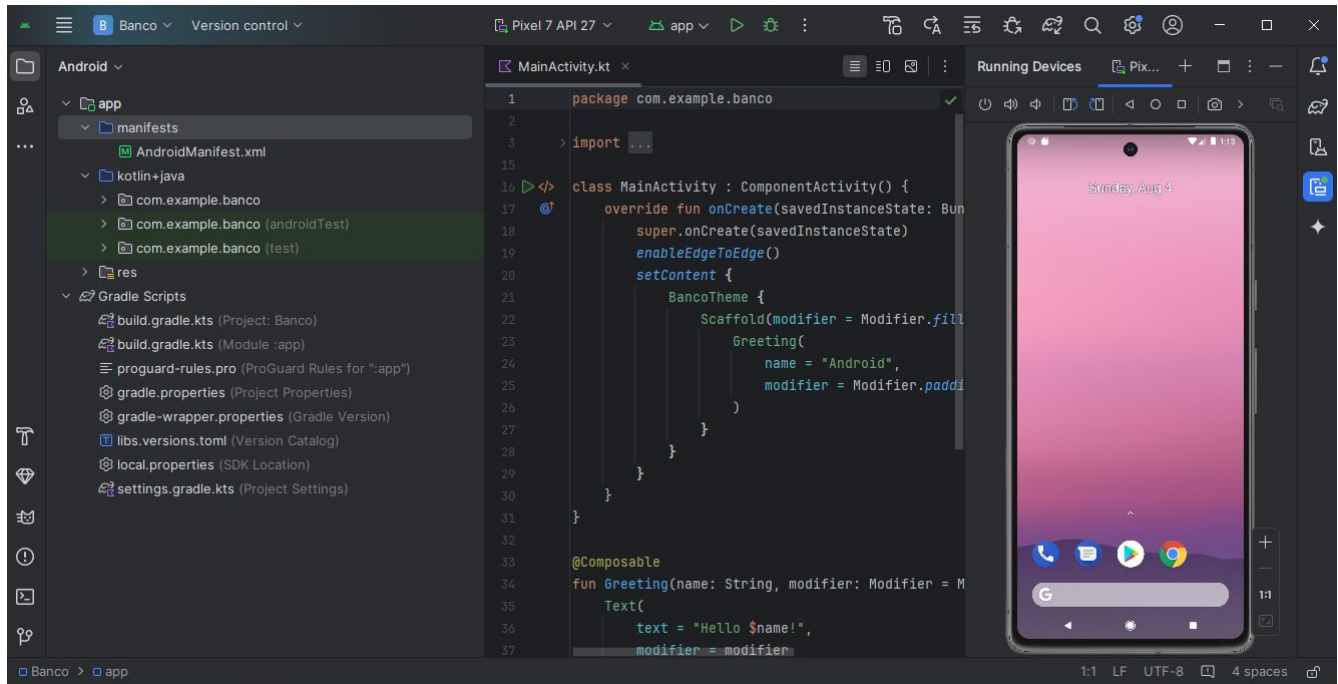 B Banco Version control Pixel 7 API 27 app
Android
app
manifests
AndroidManifest.xml
kotlin+java
com.example.banco
com.example.banco (androidTest)
com.example.banco (test)
res
Gradle Scripts
build.gradle.kts (Project: Banco)
build.gradle.kts (Module :app)
proguard-rules.pro (ProGuard Rules for ":app")
gradle.properties (Project Properties)
gradle-wrapper.properties (Gradle Version)
libs.versions.toml (Version Catalog)
local.properties (SDK Location)
settings.gradle.kts (Project Settings)
MainActivity.kt
1 package com.example.banco
2
3 import ...
15
16 class MainActivity : ComponentActivity() {
17 override fun onCreate(savedInstanceState: Bun
18 super.onCreate(savedInstanceState)
19 enableEdgeToEdge()
20 setContent {
21 BancoTheme {
22 Scaffold(modifier = Modifier.fill
23 Greeting(
24 name = "Android",
25 modifier = Modifier.paddi
26 )
27 }
28 }
29 }
30 }
31 }
32
33 @Composable
34 fun Greeting(name: String, modifier: Modifier = M
35 Text(
36 text = "Hello $name!",
37 modifier = modifier
Running Devices Pix...
1:13
Sunday, Aug 4
G
1:1
Banco > app
1:1 LF UTF-8 4 spaces